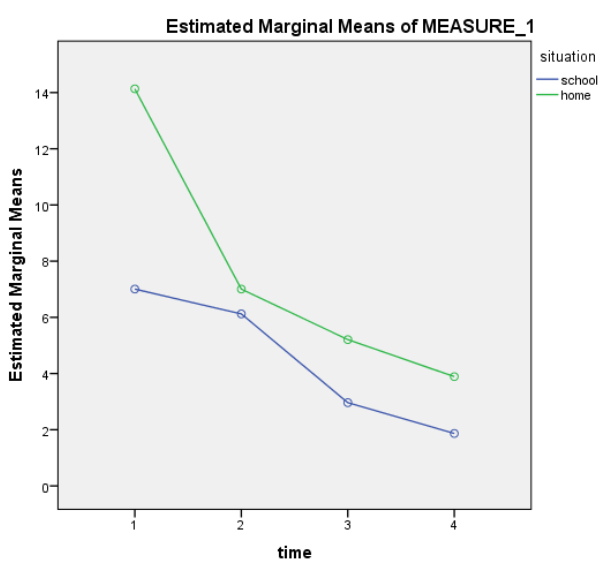 Estimated Marginal Means of MEASURE_1
situation
school
home
Estimated Marginal Means
14
12
10
8
6
4
2
0
1 2 3 4
time